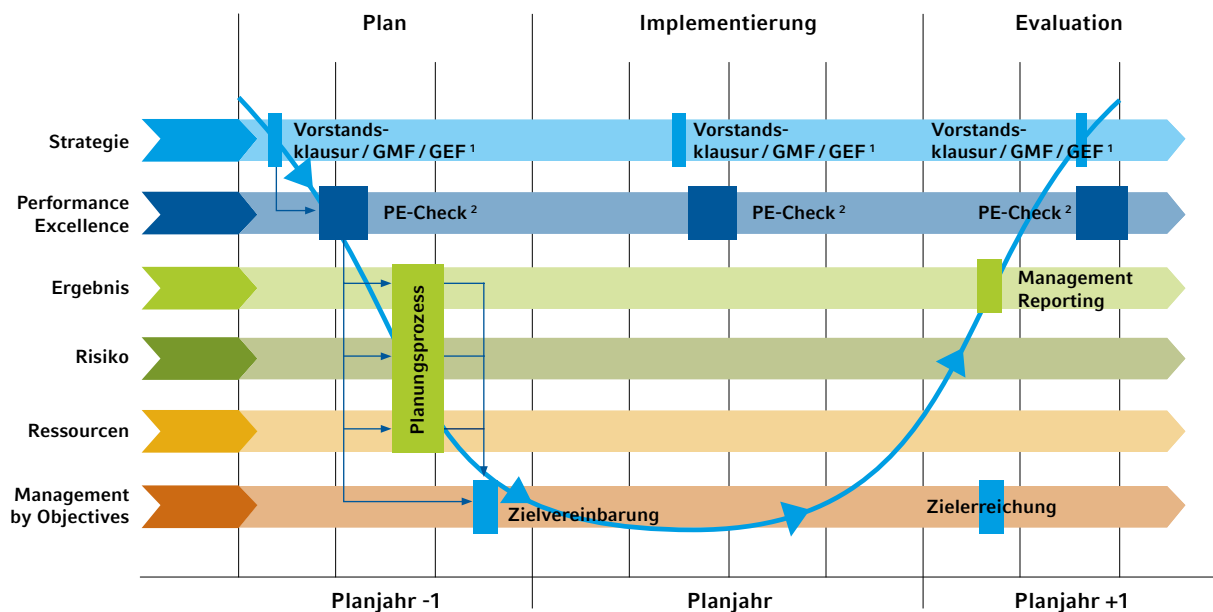 Plan
Implementierung
Evaluation
Strategie
Vorstands-
klausur / GMF / GEF ¹
Vorstands-
klausur / GMF / GEF ¹
Vorstands-
klausur / GMF / GEF ¹
Performance
Excellence
PE-Check ²
PE-Check ²
PE-Check ²
Ergebnis
Management
Reporting
Planungsprozess
Risiko
Ressourcen
Management
by Objectives
Zielvereinbarung
Zielerreichung
Planjahr -1
Planjahr
Planjahr +1